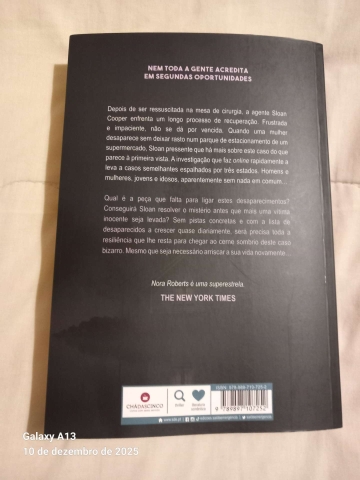 NEM TODA A GENTE ACREDITA
EM SEGUNDAS OPORTUNIDADES
Depois de ser ressuscitada na mesa de cirurgia, a agente Sloan
Cooper enfrenta um longo processo de recuperação. Frustrada
e impaciente, não se dá por vencida. Quando uma mulher
desaparece sem deixar rasto num parque de estacionamento de um
supermercado, Sloan pressente que há mais sobre este caso do que
parece à primeira vista. A investigação que faz online rapidamente a
leva a casos semelhantes espalhados por três estados. Homens e
mulheres, jovens e idosos, aparentemente sem nada em comum...
Qual é a peça que falta para ligar estes desaparecimentos?
Conseguirá Sloan resolver o mistério antes que mais uma vítima
inocente seja levada? Sem pistas concretas e com a lista de
desaparecidos a crescer quase diariamente, será precisa toda a
resiliência que lhe resta para chegar ao cerne sombrio deste caso
bizarro. Mesmo que seja necessário arriscar a sua vida novamente...
Nora Roberts é uma superestrela.
THE NEW YORK TIMES
CHÁDASCINCO
9 789897 107252
Galaxy A13
10 de dezembro de 2025